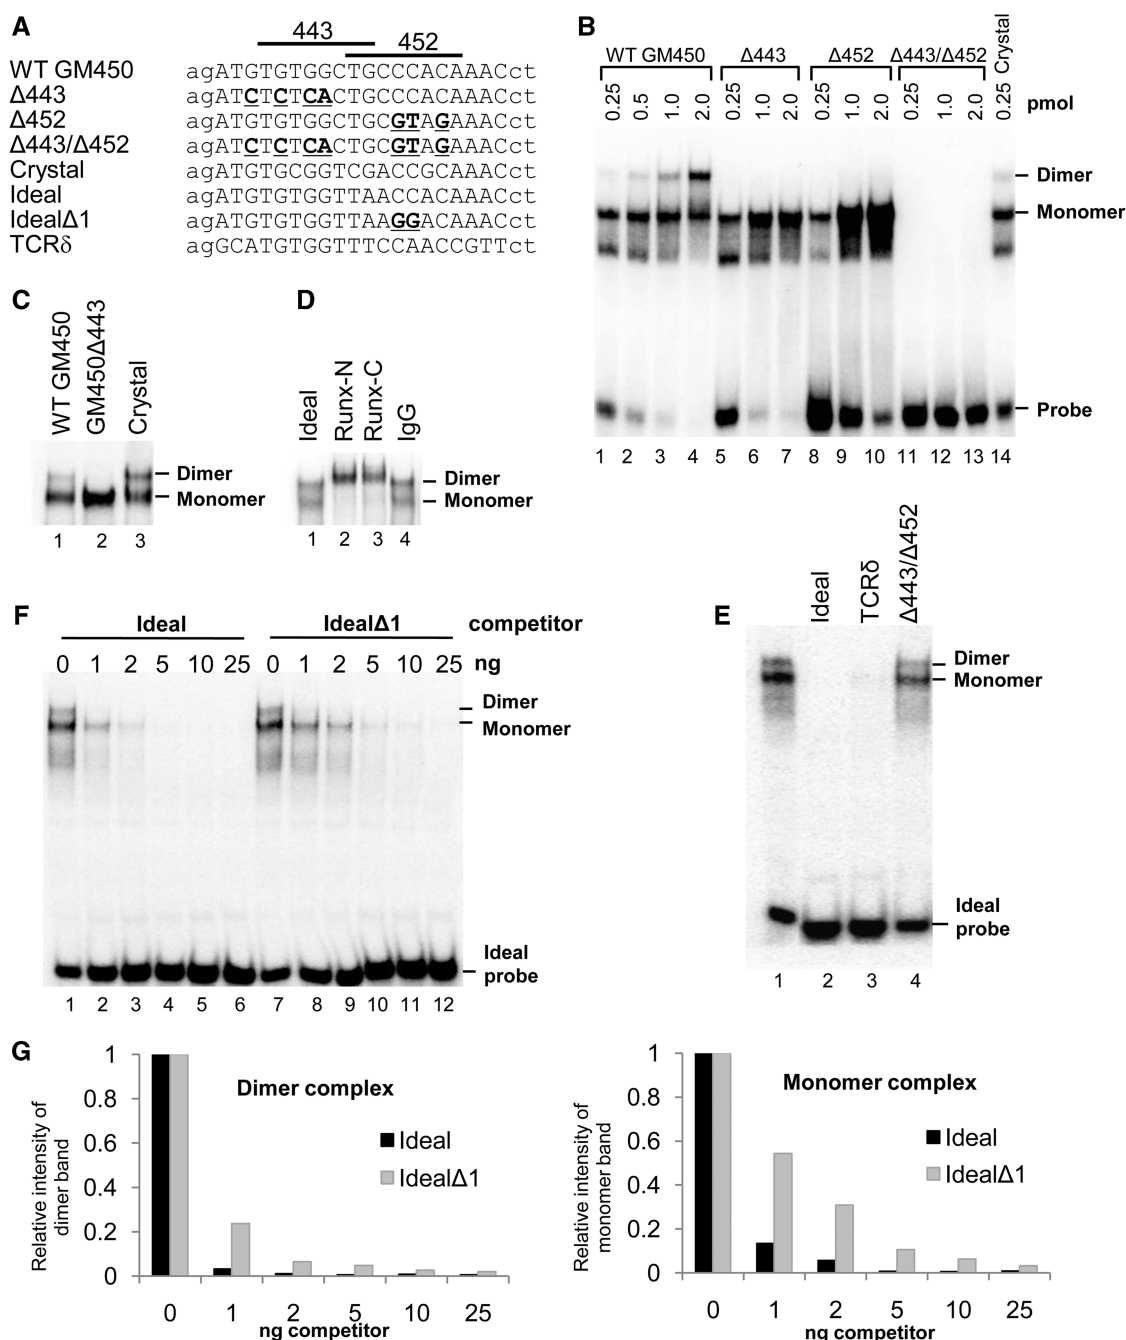 A
443
452
WT GM450 agATGTGTGGCTGCCCACAAACct
Δ443 agATCTCTCACTGCCCACAAACct
Δ452 agATGTGTGGCTGCGTAGAAACct
Δ443/Δ452 agATCTCTCACTGCGTAGAAACct
Crystal agATGTGCGGTCGACCGCAAACct
Ideal agATGTGTGGTTAACCACAAACct
IdealΔ1 agATGTGTGGTTAAGGACAAACct
TCRδ agGCATGTGGTTTCCAACCGTTct
B
WT GM450 Δ443 Δ452 Δ443/Δ452 Crystal
0.25 0.5 1.0 2.0 0.25 1.0 2.0 0.25 1.0 2.0 0.25 1.0 2.0 0.25 pmol
Dimer
Monomer
Probe
1 2 3 4 5 6 7 8 9 10 11 12 13 14
C
WT GM450 GM450Δ443 Crystal
Dimer
Monomer
1 2 3
D
Ideal Runx-N Runx-C IgG
Dimer
Monomer
1 2 3 4
F
Ideal IdealΔ1 competitor
0 1 2 5 10 25 0 1 2 5 10 25 ng
Dimer
Monomer
Ideal
probe
1 2 3 4 5 6 7 8 9 10 11 12
E
Ideal TCRδ Δ443/Δ452
Dimer
Monomer
Ideal
probe
1 2 3 4
G
Dimer complex
Relative intensity of
dimer band
1
0.8
0.6
0.4
0.2
0
Ideal
IdealΔ1
0 1 2 5 10 25
ng competitor
Monomer complex
Relative intensity of
monomer band
1
0.8
0.6
0.4
0.2
0
Ideal
IdealΔ1
0 1 2 5 10 25
ng competitor